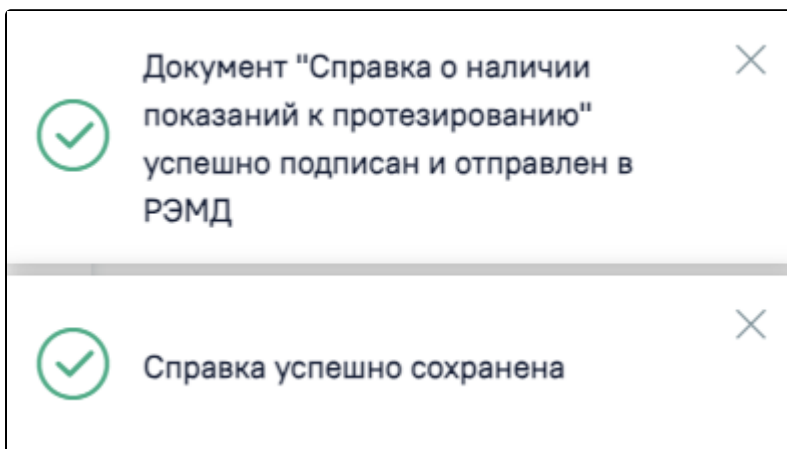 Документ "Справка о наличии
показаний к протезированию"
успешно подписан и отправлен в
РЭМД
Справка успешно сохранена